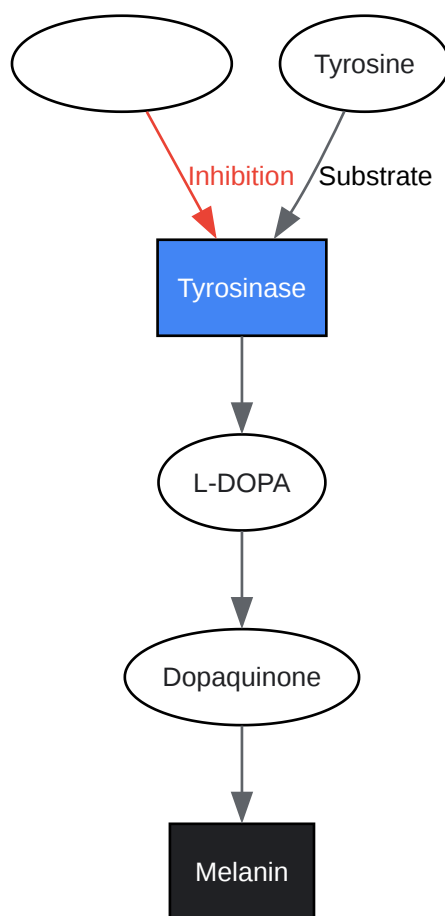 Tyrosine
Inhibition
Substrate
Tyrosinase
L-DOPA
Dopaquinone
Melanin